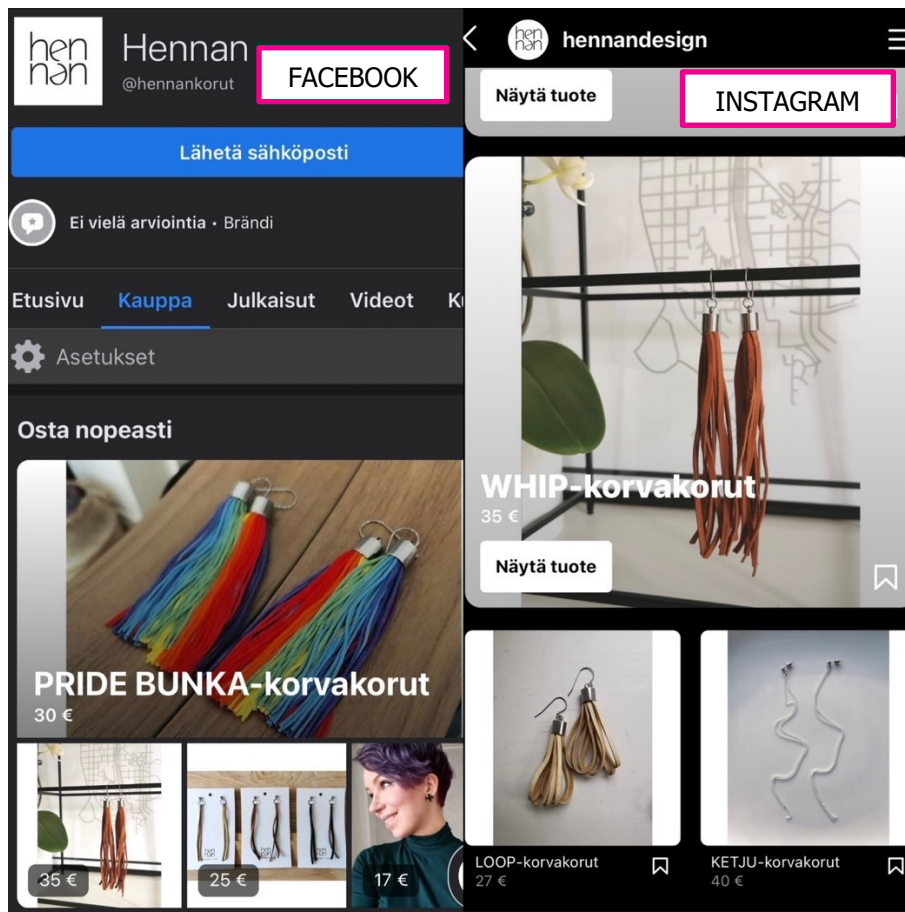 hen
nən
Hennan
@hennankorut
FACEBOOK
Lähetä sähköposti
Ei vielä arviointia · Brändi
Etusivu Kauppa Julkaisut Videot
Asetukset
Osta nopeasti
PRIDE BUNKA-korvakorut
30 €
35 €
25 €
17 €
hen
nən
hennandesign
Näytä tuote
INSTAGRAM
WHIP-korvakorut
35 €
Näytä tuote
LOOP-korvakorut
27 €
KETJU-korvakorut
40 €